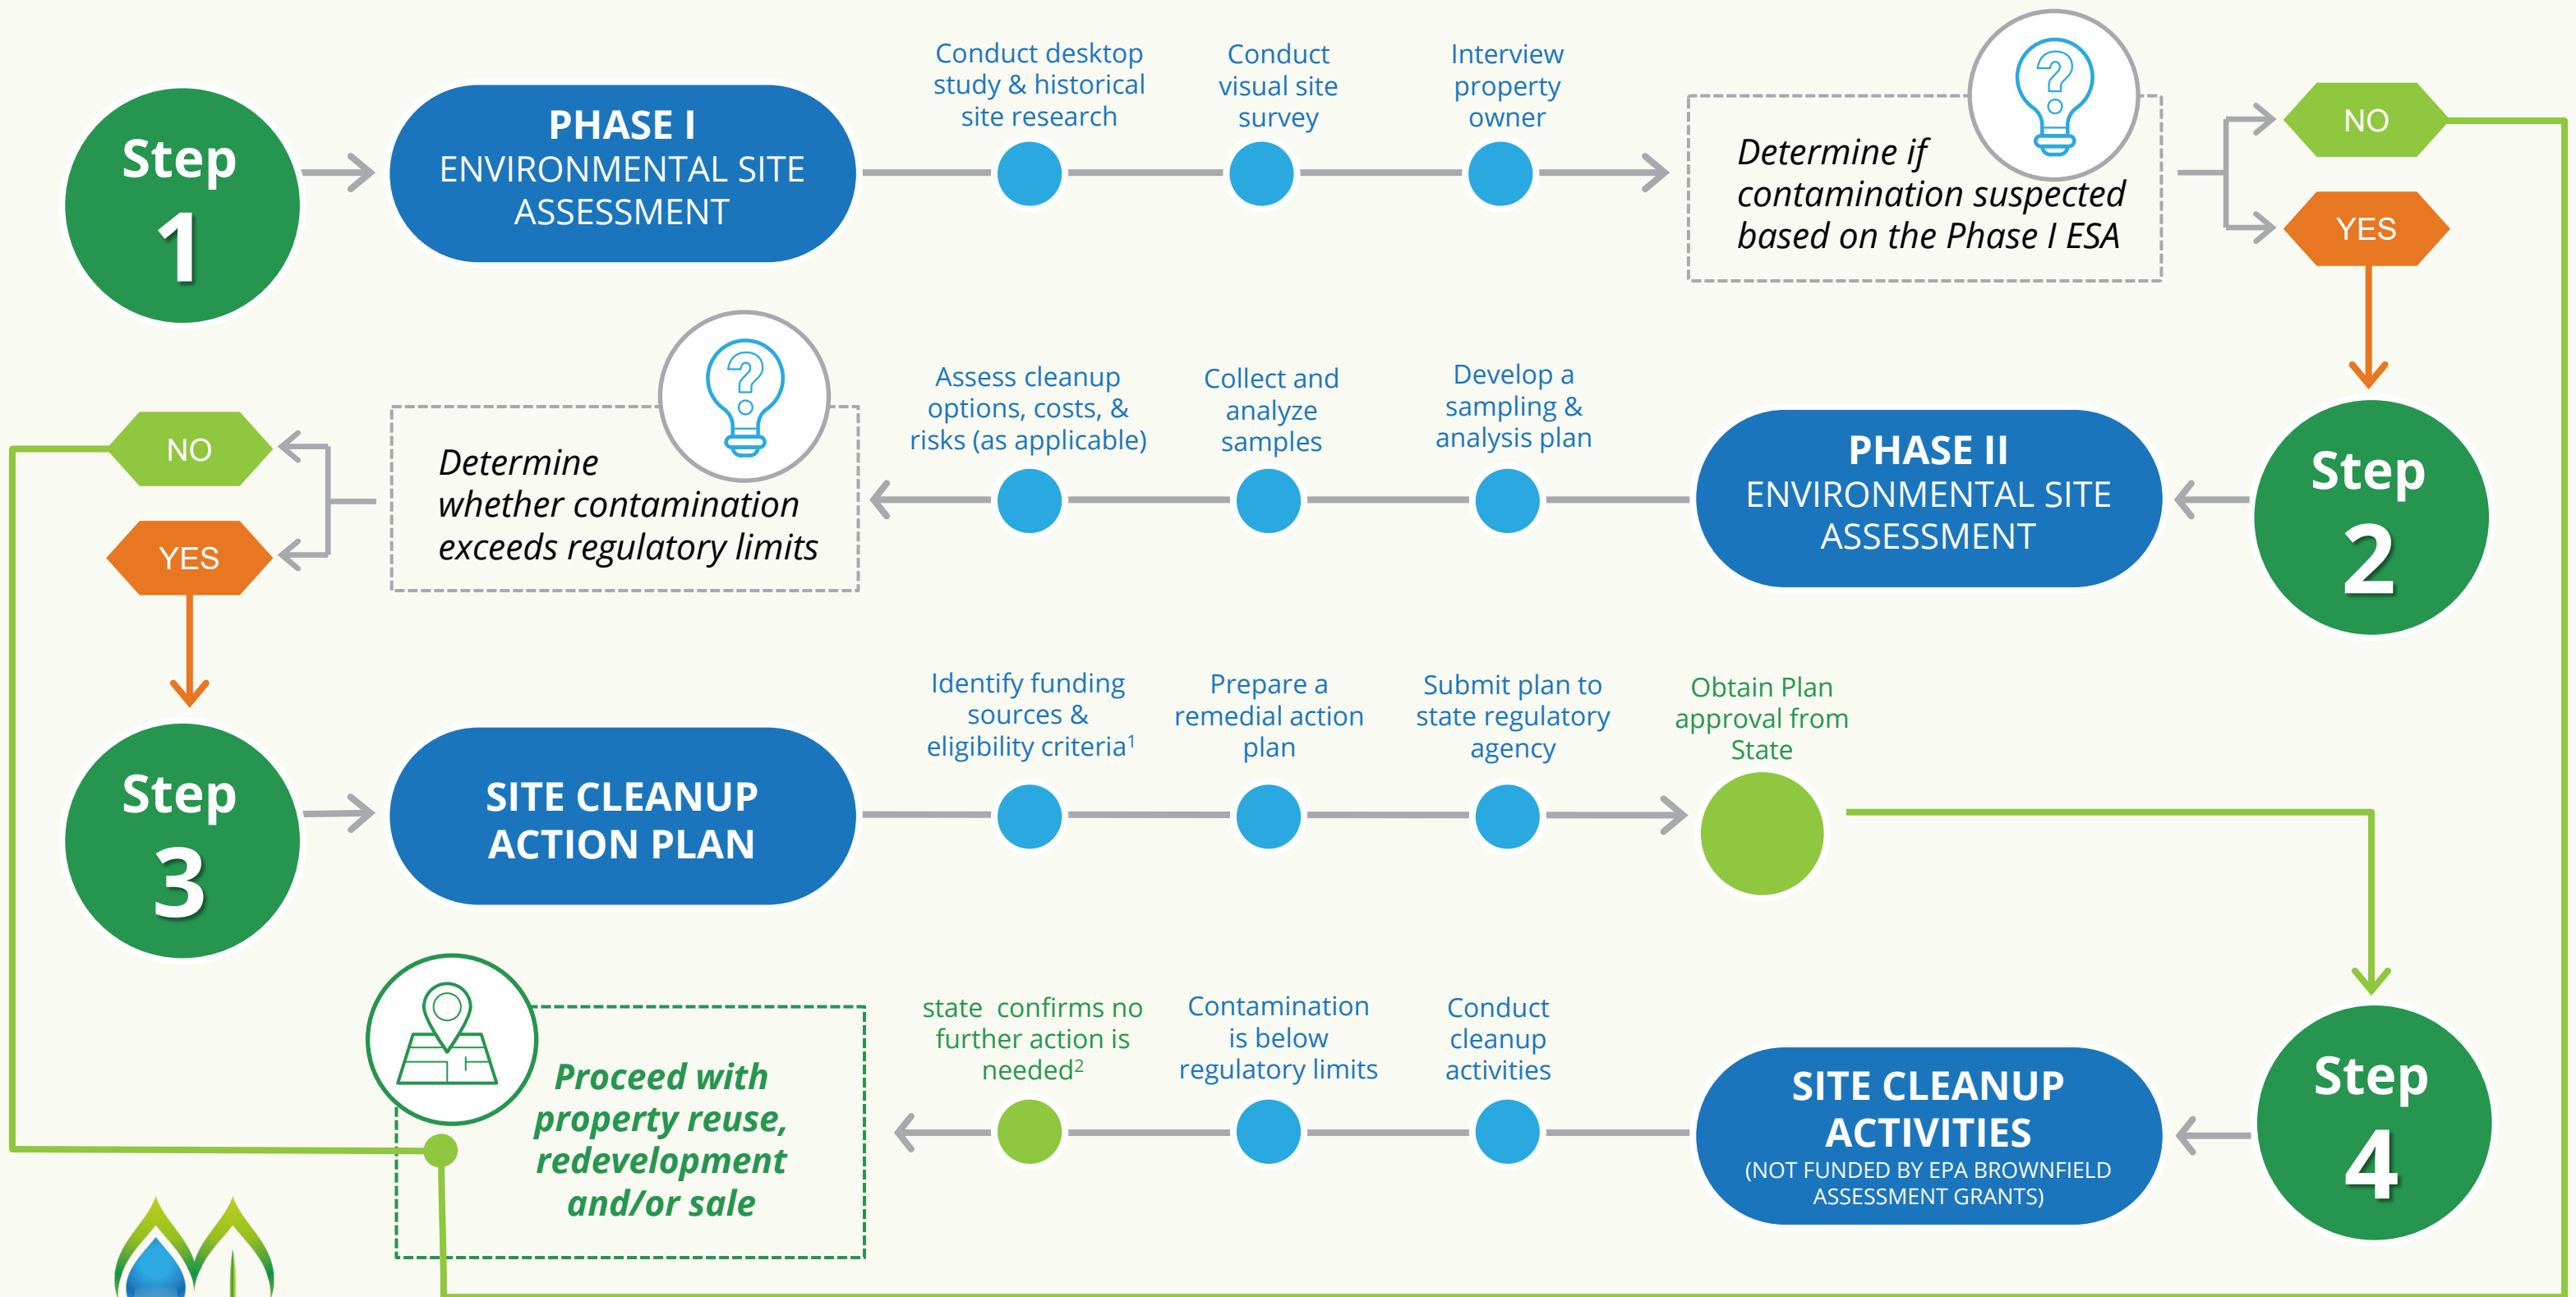 Step
1
PHASE I
ENVIRONMENTAL SITE
ASSESSMENT
Conduct desktop
study & historical
site research
Conduct
visual site
survey
Interview
property
owner
Determine if
contamination suspected
based on the Phase I ESA
NO
YES
Step
2
PHASE II
ENVIRONMENTAL SITE
ASSESSMENT
Develop a
sampling &
analysis plan
Collect and
analyze
samples
Assess cleanup
options, costs, &
risks (as applicable)
Determine
whether contamination
exceeds regulatory limits
NO
YES
Step
3
SITE CLEANUP
ACTION PLAN
Identify funding
sources &
eligibility criteria¹
Prepare a
remedial action
plan
Submit plan to
state regulatory
agency
Obtain Plan
approval from
State
Step
4
SITE CLEANUP
ACTIVITIES
(NOT FUNDED BY EPA BROWNFIELD
ASSESSMENT GRANTS)
Conduct
cleanup
activities
Contamination
is below
regulatory limits
state confirms no
further action is
needed²
Proceed with
property reuse,
redevelopment
and/or sale